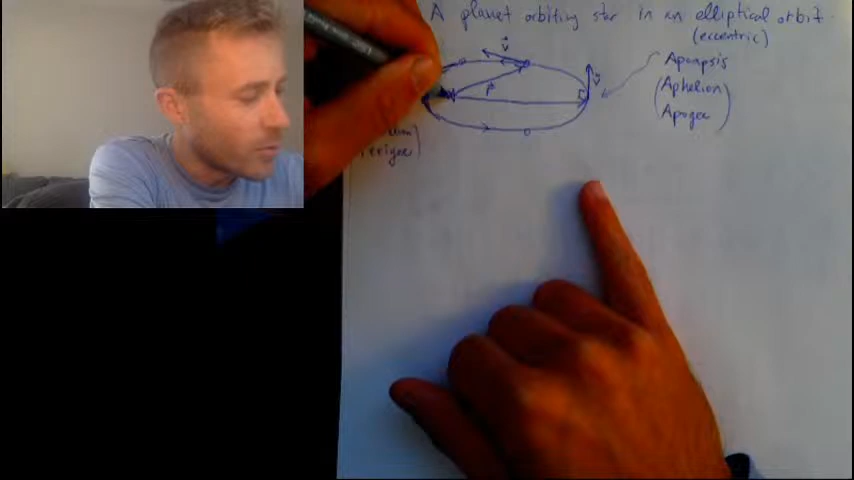 A planet orbiting star in an elliptical orbit
(eccentric)
v
Apoapsis
r
v
(Aphelion
Apogee)
Perigee]